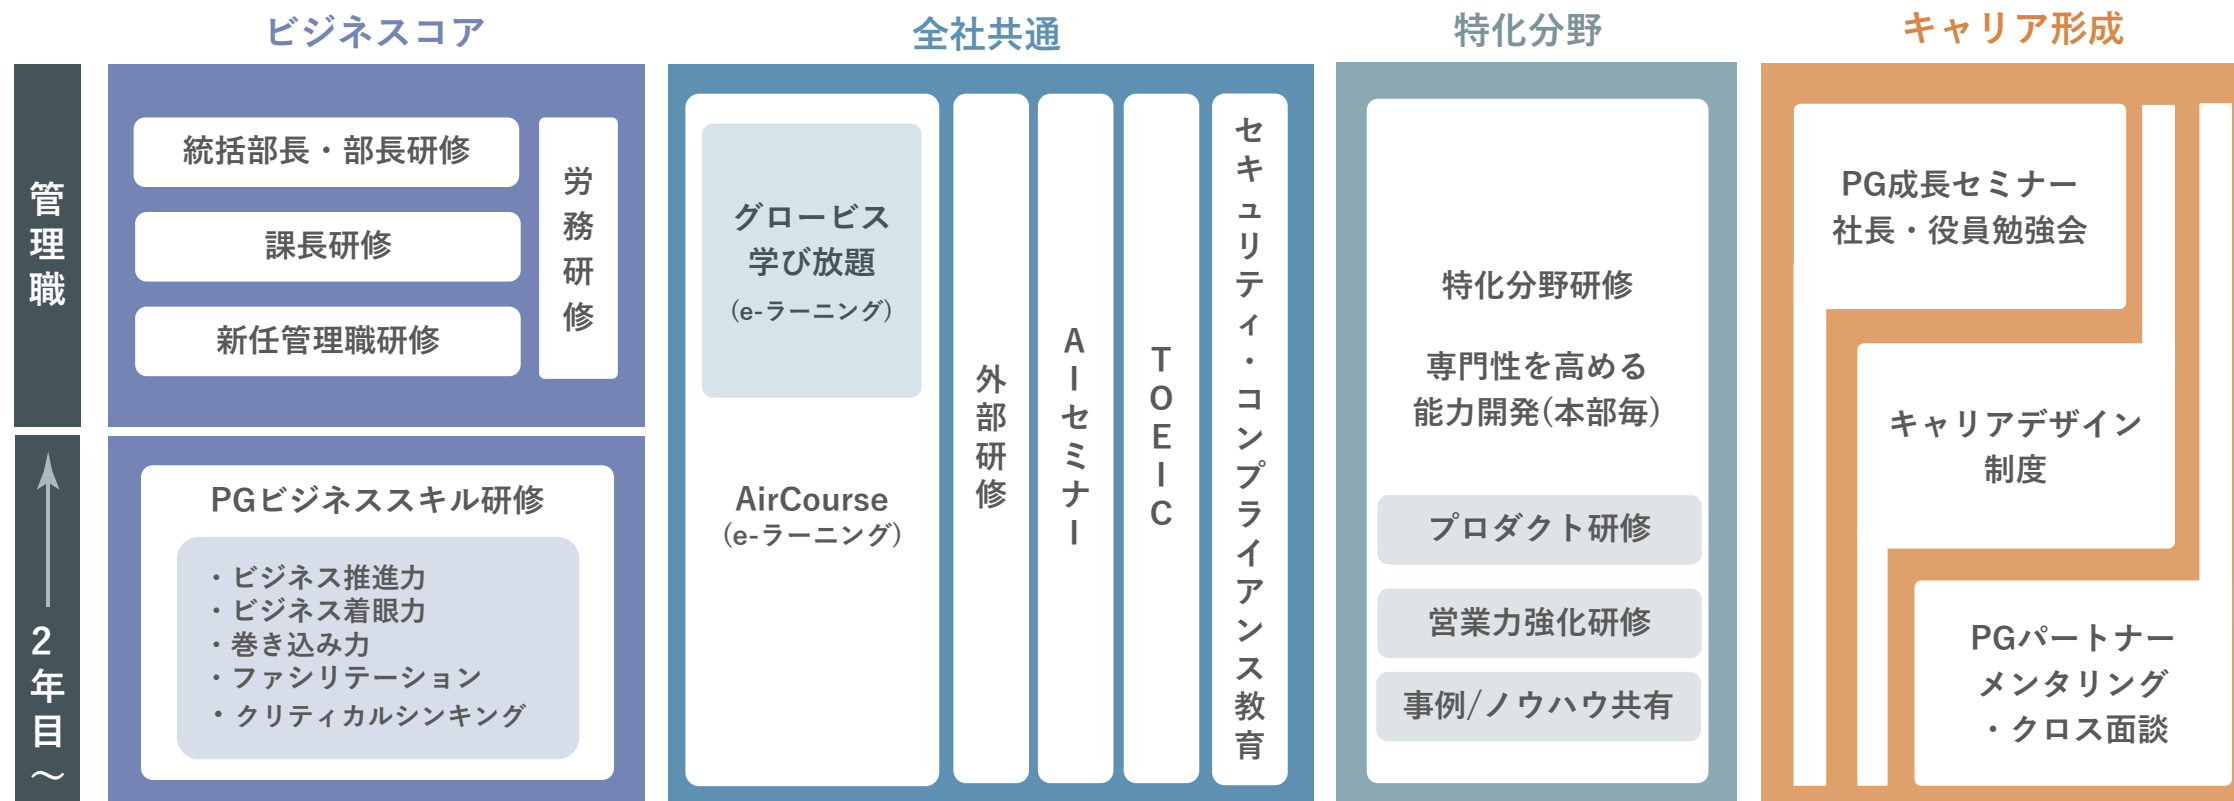 ビジネスコア
全社共通
特化分野
キャリア形成
管理職
2年目〜
統括部長・部長研修
課長研修
新任管理職研修
労務研修
PGビジネススキル研修
・ビジネス推進力
・ビジネス着眼力
・巻き込み力
・ファシリテーション
・クリティカルシンキング
グロービス
学び放題
(e-ラーニング)
AirCourse
(e-ラーニング)
外部研修
AIセミナー
TOEIC
セキュリティ・コンプライアンス教育
特化分野研修
専門性を高める
能力開発(本部毎)
プロダクト研修
営業力強化研修
事例/ノウハウ共有
PG成長セミナー
社長・役員勉強会
キャリアデザイン
制度
PGパートナー
メンタリング
・クロス面談